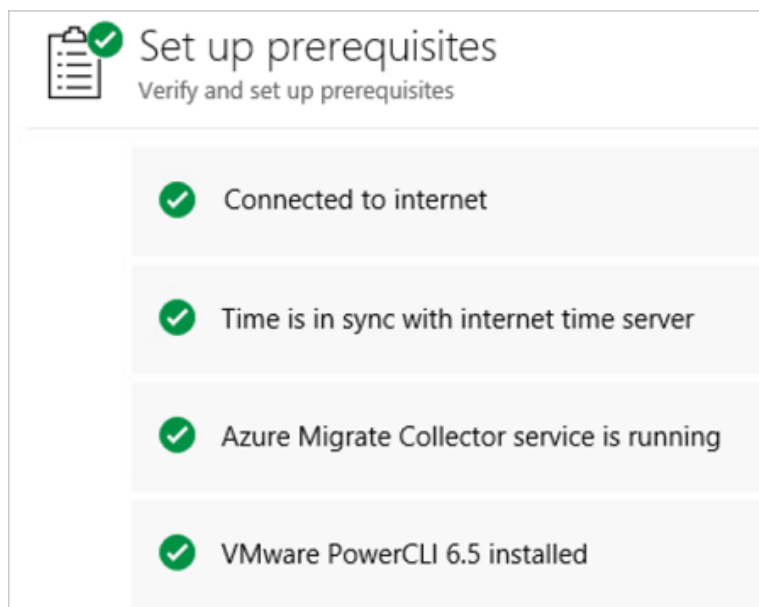 Set up prerequisites
Verify and set up prerequisites
Connected to internet
Time is in sync with internet time server
Azure Migrate Collector service is running
VMware PowerCLI 6.5 installed